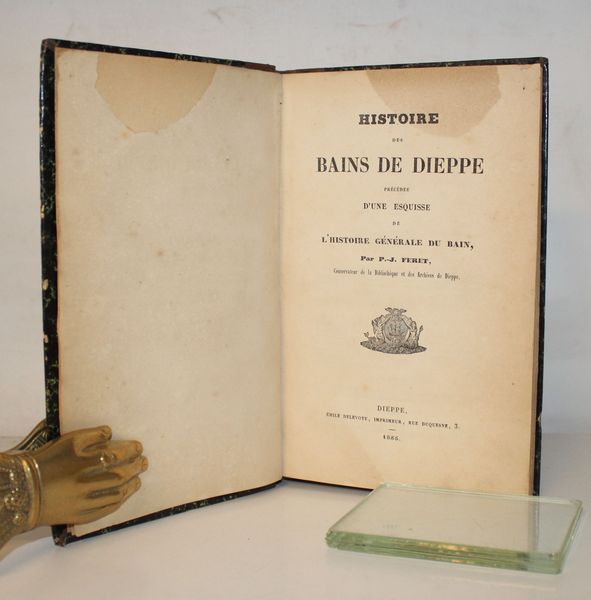 HISTOIRE
DES
BAINS DE DIEPPE
PRÉCÉDÉE
D'UNE ESQUISSE
DE
L'HISTOIRE GÉNÉRALE DU BAIN,
Par P.-J. FERET,
Conservateur de la Bibliothèque et des Archives de Dieppe.
DIEPPE,
ÉMILE DELEVOYE, IMPRIMEUR, RUE DUQUESNE, 3.